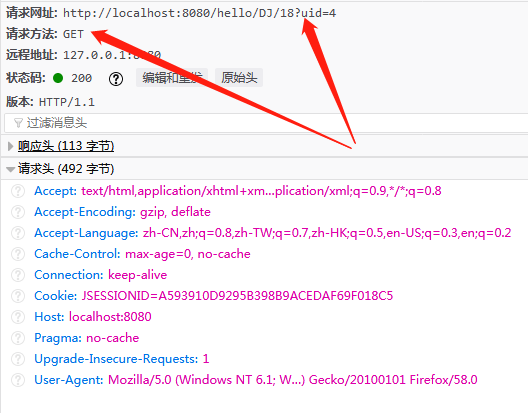 请求网址: http://localhost:8080/hello/DJ/18?uid=4
请求方法: GET
远程地址: 127.0.0.1:8080
状态码: 200 ? 编辑和重发 原始头
版本: HTTP/1.1
过滤消息头
响应头 (113 字节)
请求头 (492 字节)
? Accept: text/html,application/xhtml+xm...plication/xml;q=0.9,*/*;q=0.8
? Accept-Encoding: gzip, deflate
? Accept-Language: zh-CN,zh;q=0.8,zh-TW;q=0.7,zh-HK;q=0.5,en-US;q=0.3,en;q=0.2
? Cache-Control: max-age=0, no-cache
? Connection: keep-alive
? Cookie: JSESSIONID=A593910D9295B398B9ACEDAF69F018C5
? Host: localhost:8080
? Pragma: no-cache
? Upgrade-Insecure-Requests: 1
? User-Agent: Mozilla/5.0 (Windows NT 6.1; W...) Gecko/20100101 Firefox/58.0